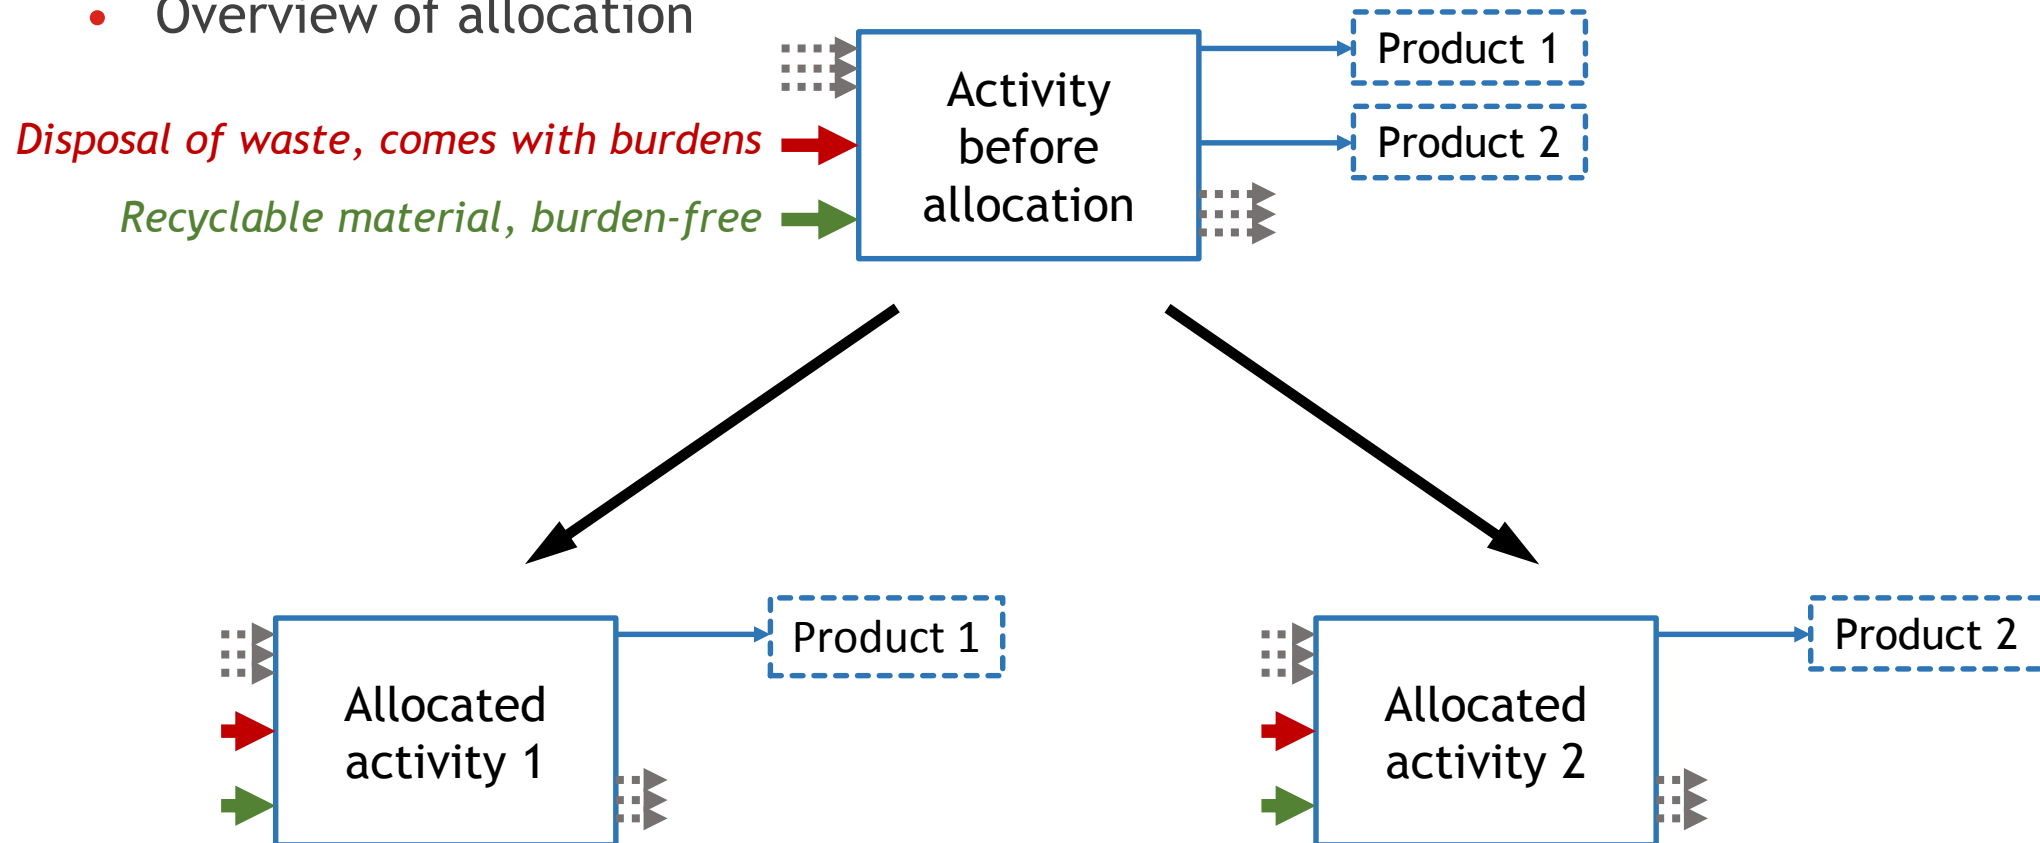 • Overview of allocation
Product 1
Activity
before
allocation
Disposal of waste, comes with burdens
Product 2
Recyclable material, burden-free
Product 1
Product 2
Allocated
activity 1
Allocated
activity 2